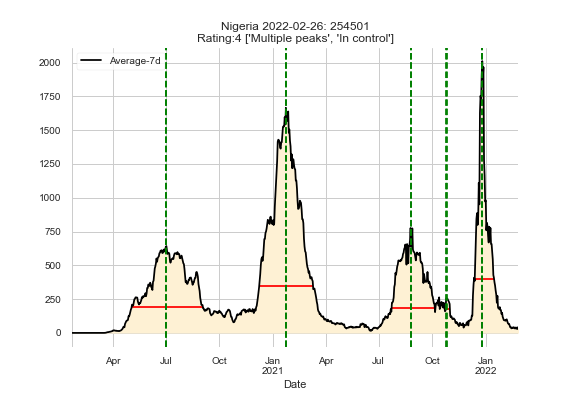 Nigeria 2022-02-26: 254501
Rating:4 ['Multiple peaks', 'In control']
Average-7d
2000
1750
1500
1250
1000
750
500
250
0
Apr Jul Oct Jan Apr Jul Oct Jan
2021 2022
Date